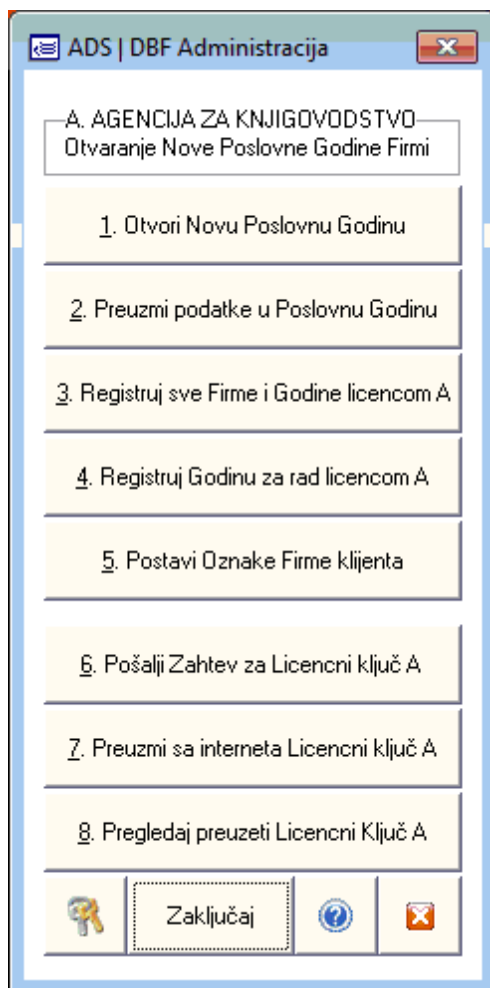 ADS | DBF Administracija
A. AGENCIJA ZA KNJIGOVODSTVO
Otvaranje Nove Poslovne Godine Firmi
1. Otvori Novu Poslovnu Godinu
2. Preuzmi podatke u Poslovnu Godinu
3. Registruj sve Firme i Godine licencom A
4. Registruj Godinu za rad licencom A
5. Postavi Oznake Firme klijenta
6. Pošalji Zahtev za Licencni ključ A
7. Preuzmi sa interneta Licencni ključ A
8. Pregledaj preuzeti Licencni Ključ A
Zaključaj